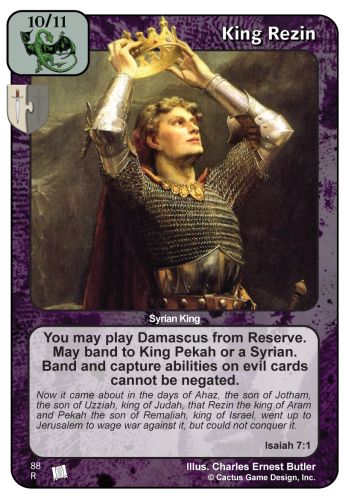 10/11
King Rezin
Syrian King
You may play Damascus from Reserve.
May band to King Pekah or a Syrian.
Band and capture abilities on evil cards
cannot be negated.
Now it came about in the days of Ahaz, the son of Jotham,
the son of Uzziah, king of Judah, that Rezin the king of Aram
and Pekah the son of Remaliah, king of Israel, went up to
Jerusalem to wage war against it, but could not conquer it.
Isaiah 7:1
88
R
Illus. Charles Ernest Butler
© Cactus Game Design, Inc.